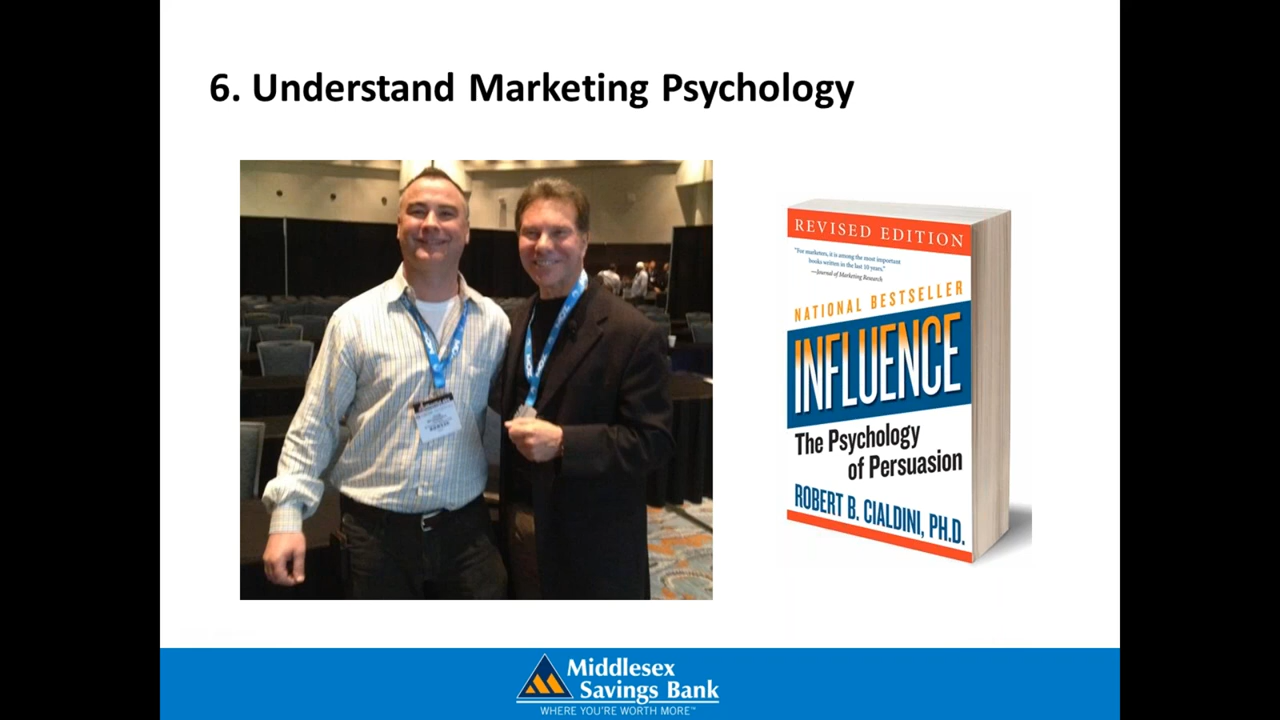 6. Understand Marketing Psychology
REVISED EDITION
"For marketers, it is among the most important
books written in the last 10 years."
—Journal of Marketing Research
NATIONAL BESTSELLER
INFLUENCE
The Psychology
of Persuasion
ROBERT B. CIALDINI, PH.D.
Middlesex
Savings Bank
WHERE YOU'RE WORTH MORE™